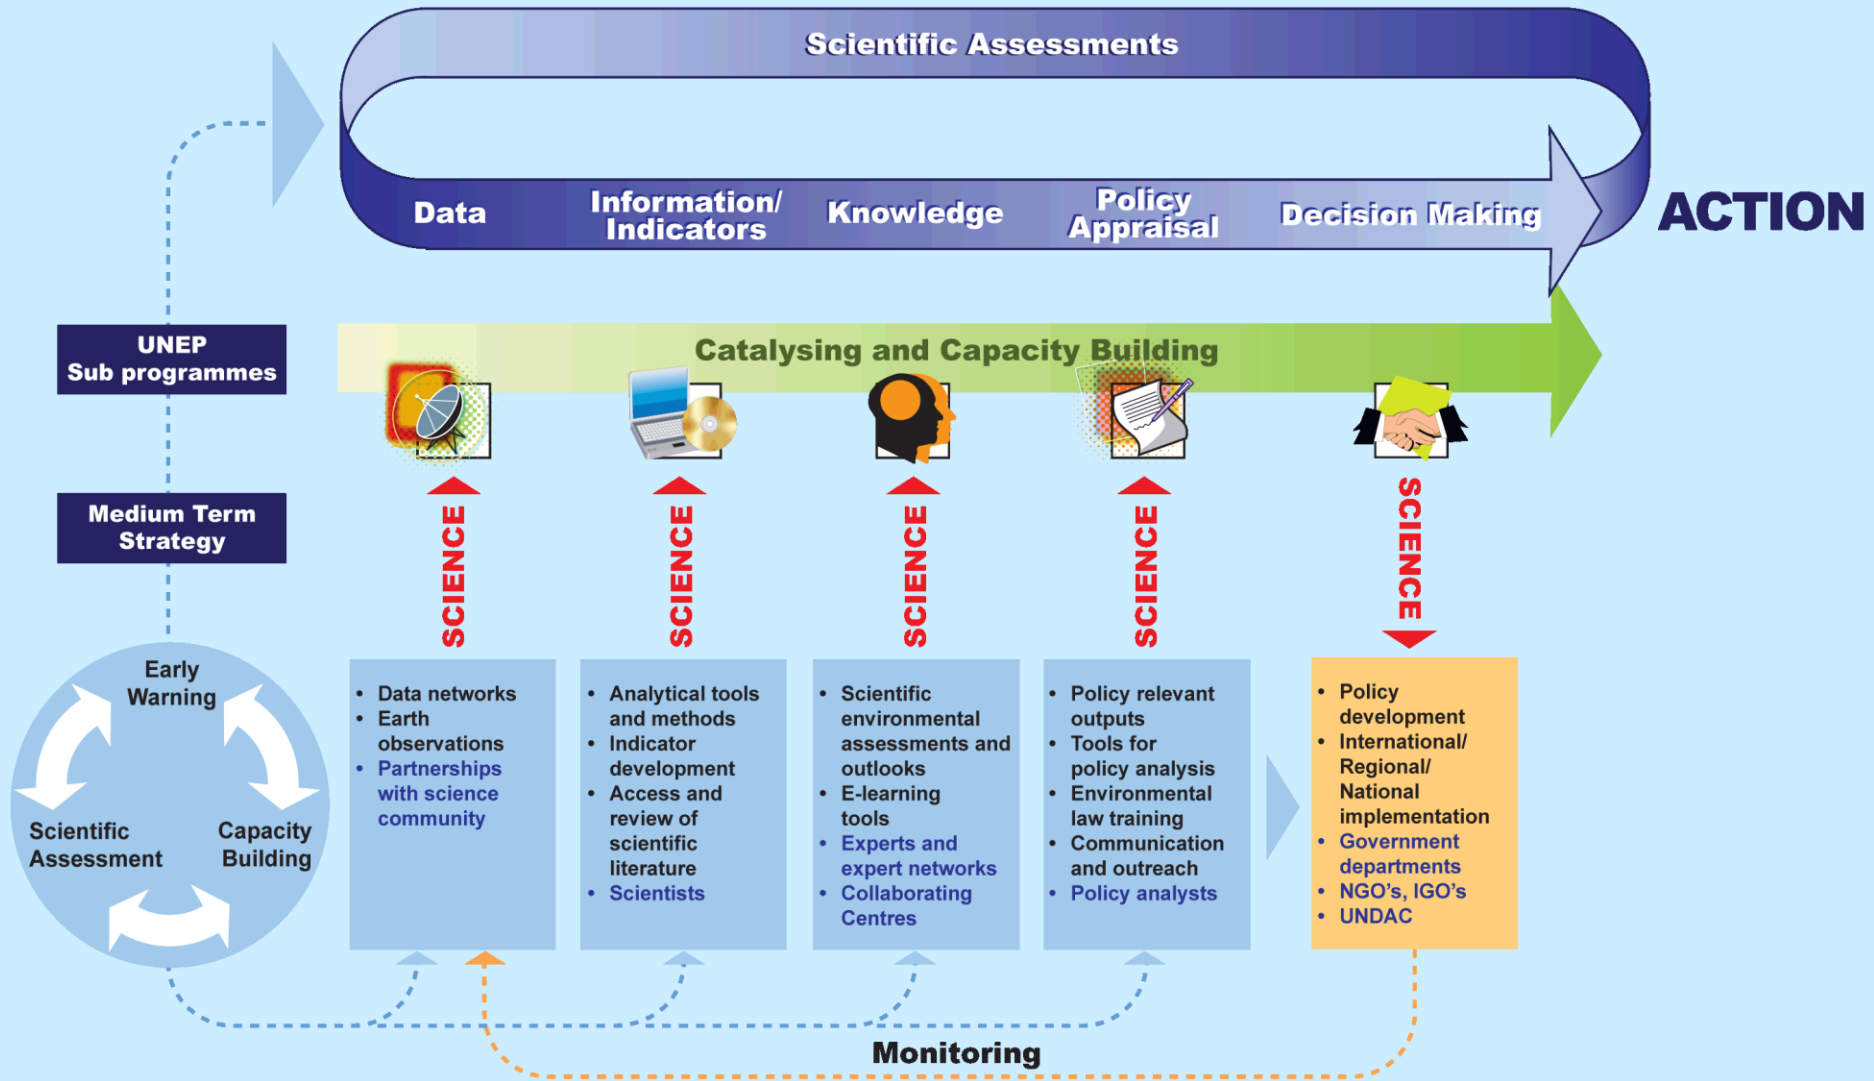 Scientific Assessments
Data
Information/
Indicators
Knowledge
Policy
Appraisal
Decision Making
ACTION
UNEP
Sub programmes
Catalysing and Capacity Building
Medium Term
Strategy
SCIENCE
SCIENCE
SCIENCE
SCIENCE
SCIENCE
Early
Warning
Scientific
Assessment
Capacity
Building
• Data networks
• Earth
observations
• Partnerships
with science
community
• Analytical tools
and methods
• Indicator
development
• Access and
review of
scientific
literature
• Scientists
• Scientific
environmental
assessments and
outlooks
• E-learning
tools
• Experts and
expert networks
• Collaborating
Centres
• Policy relevant
outputs
• Tools for
policy analysis
• Environmental
law training
• Communication
and outreach
• Policy analysts
• Policy
development
• International/
Regional/
National
implementation
• Government
departments
• NGO's, IGO's
• UNDAC
Monitoring